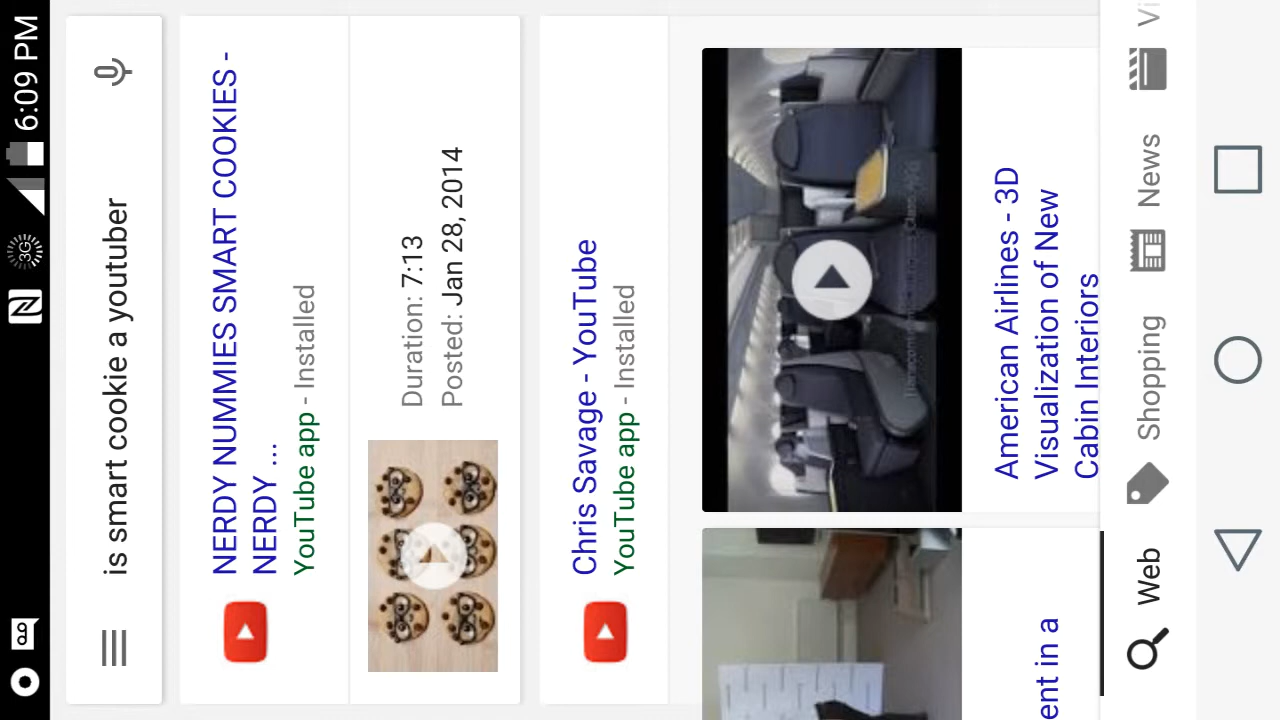 6:09 PM
3G
is smart cookie a youtuber
NERDY NUMMIES SMART COOKIES -
NERDY ...
YouTube app - Installed
Duration: 7:13
Posted: Jan 28, 2014
Chris Savage - YouTube
YouTube app - Installed
American Airlines - 3D
Visualization of New
Cabin Interiors
ent in a
Web
Shopping
News